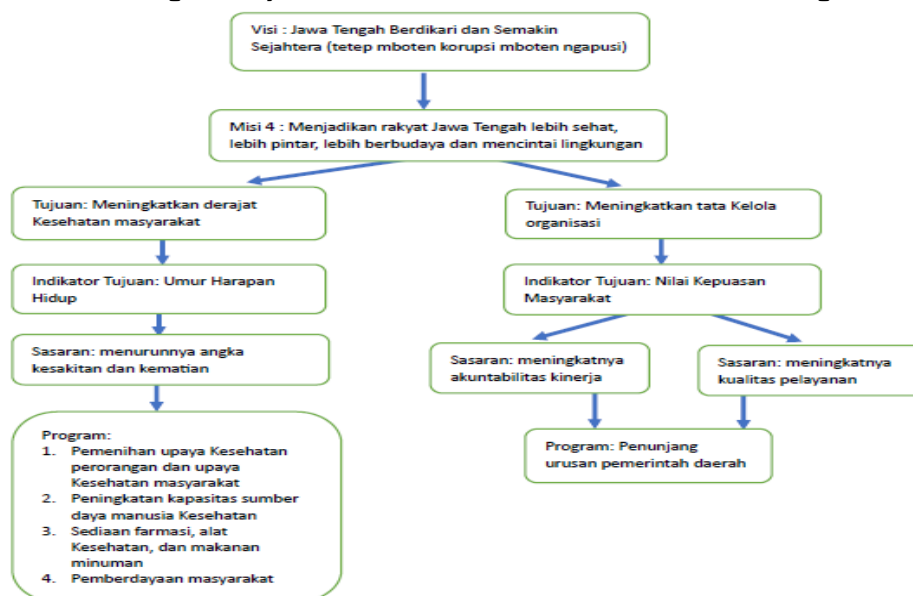 Visi : Jawa Tengah Berdikari dan Semakin
Sejahtera (tetep mboten korupsi mboten ngapusi)
Misi 4 : Menjadikan rakyat Jawa Tengah lebih sehat,
lebih pintar, lebih berbudaya dan mencintai lingkungan
Tujuan: Meningkatkan derajat
Kesehatan masyarakat
Indikator Tujuan: Umur Harapan
Hidup
Sasaran: menurunnya angka
kesakitan dan kematian
Program:
1. Pemenihan upaya Kesehatan
perorangan dan upaya
Kesehatan masyarakat
2. Peningkatan kapasitas sumber
daya manusia Kesehatan
3. Sediaan farmasi, alat
Kesehatan, dan makanan
minuman
4. Pemberdayaan masyarakat
Tujuan: Meningkatkan tata Kelola
organisasi
Indikator Tujuan: Nilai Kepuasan
Masyarakat
Sasaran: meningkatnya
akuntabilitas kinerja
Sasaran: meningkatnya
kualitas pelayanan
Program: Penunjang
urusan pemerintah daerah